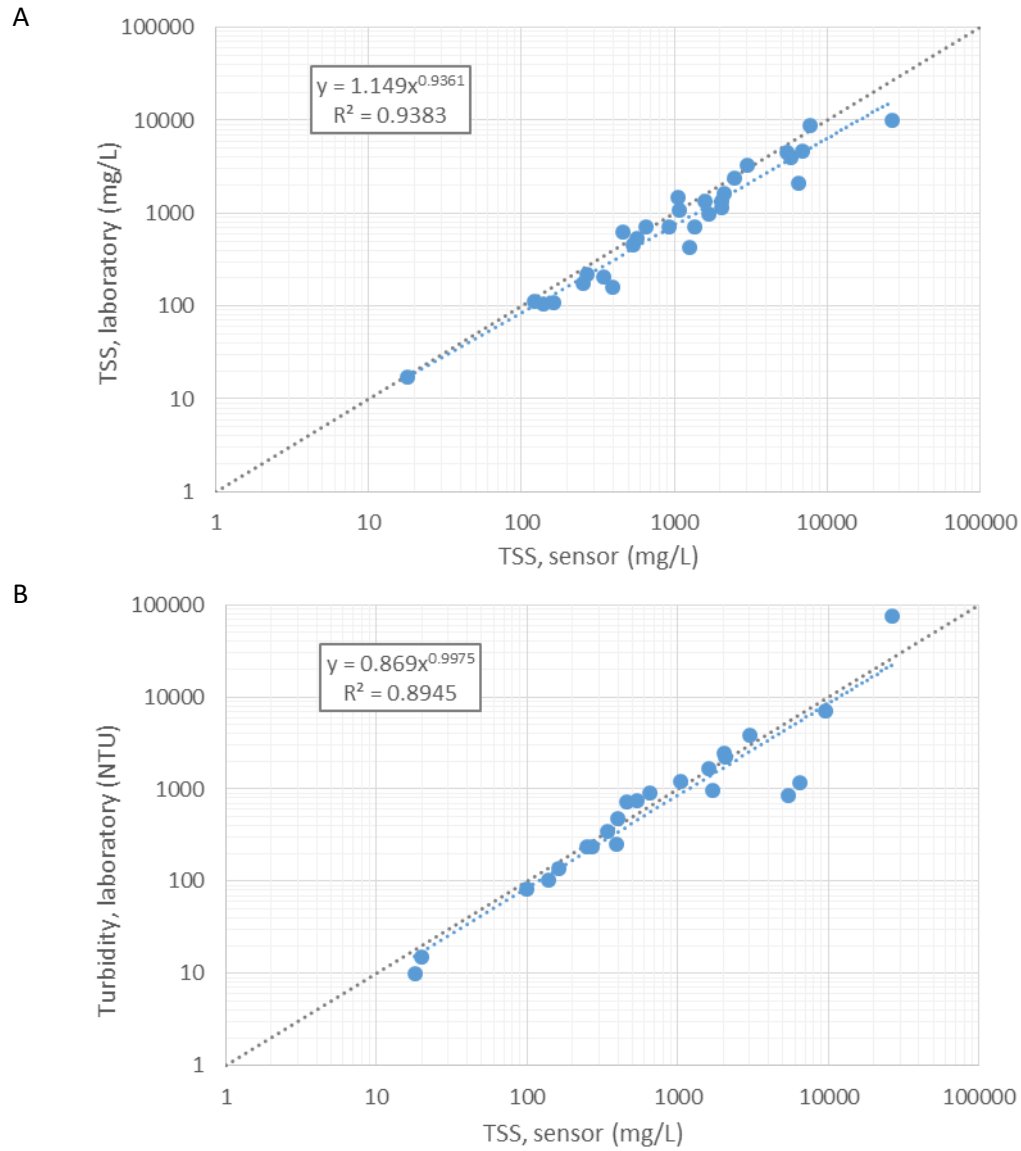 A
100000
10000
1000
100
10
1
TSS, laboratory (mg/L)
y = 1.149x^0.9361
R² = 0.9383
1 10 100 1000 10000 100000
TSS, sensor (mg/L)
B
100000
10000
1000
100
10
1
Turbidity, laboratory (NTU)
y = 0.869x^0.9975
R² = 0.8945
1 10 100 1000 10000 100000
TSS, sensor (mg/L)